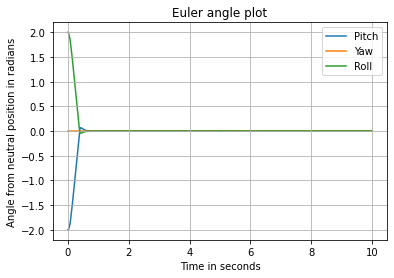 Euler angle plot
Angle from neutral position in radians
2.0
1.5
1.0
0.5
0.0
−0.5
−1.0
−1.5
−2.0
Pitch
Yaw
Roll
0 2 4 6 8 10
Time in seconds